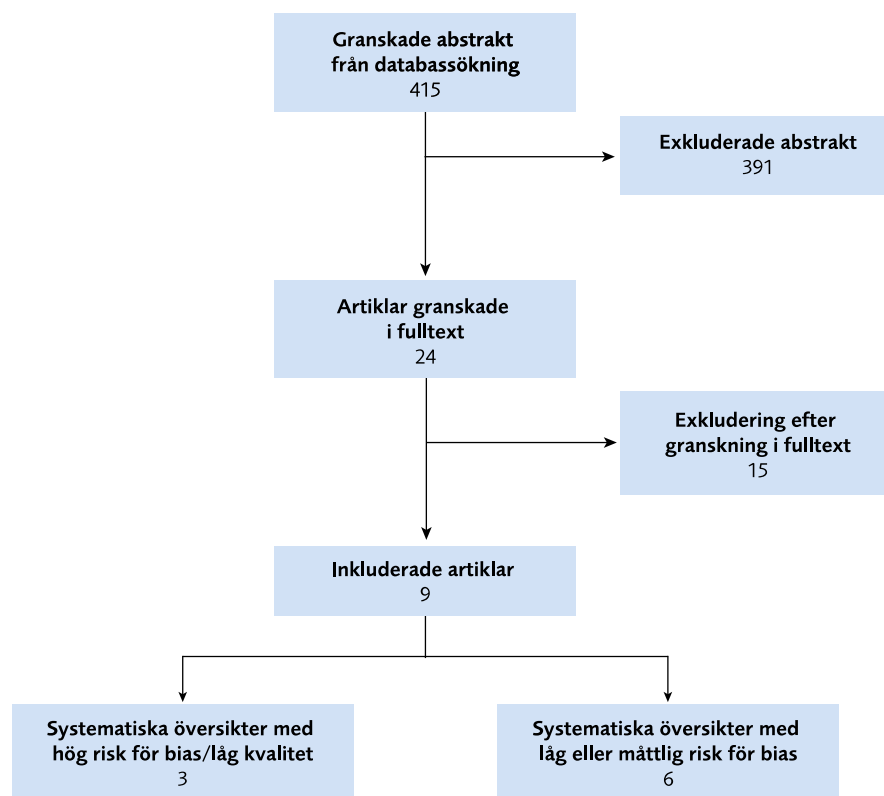 Granskade abstrakt
från databassökning
415
Exkluderade abstrakt
391
Artiklar granskade
i fulltext
24
Exkludering efter
granskning i fulltext
15
Inkluderade artiklar
9
Systematiska översikter med
hög risk för bias/låg kvalitet
3
Systematiska översikter med
låg eller måttlig risk för bias
6